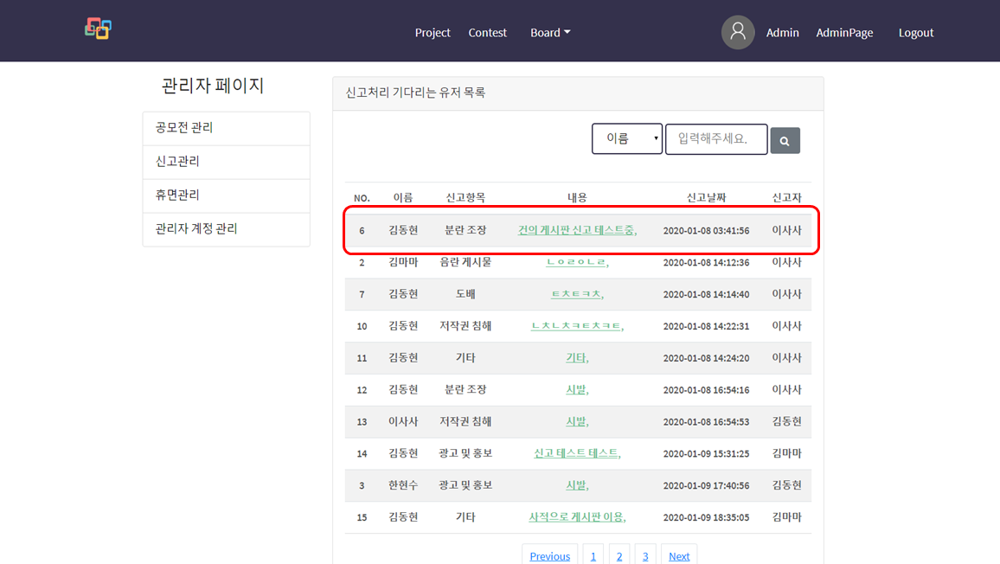 Project Contest Board Admin AdminPage Logout
관리자 페이지
공모전 관리
신고관리
휴면관리
관리자 계정 관리
신고처리 기다리는 유저 목록
이름 입력해주세요.
NO. 이름 신고항목 내용 신고날짜 신고자
6 김동현 분란 조장 건의 게시판 신고 테스트중, 2020-01-08 03:41:56 이사사
2 김마마 음란 게시물 ㄴㅇㄹㅇㄴㄹ, 2020-01-08 14:12:36 이사사
7 김동현 도배 ㅌㅊㅌㅋㅊ, 2020-01-08 14:14:40 이사사
10 김동현 저작권 침해 ㄴㅊㄴㅊㅋㅌㅊㅋㅌ, 2020-01-08 14:22:31 이사사
11 김동현 기타 기타, 2020-01-08 14:24:20 이사사
12 김동현 분란 조장 시발, 2020-01-08 16:54:16 이사사
13 이사사 저작권 침해 시발, 2020-01-08 16:54:53 김동현
14 김동현 광고 및 홍보 신고 테스트 테스트, 2020-01-09 15:31:25 김마마
3 한현수 광고 및 홍보 시발, 2020-01-09 17:40:56 김동현
15 김동현 기타 사적으로 게시판 이용, 2020-01-09 18:35:05 김마마
Previous 1 2 3 Next